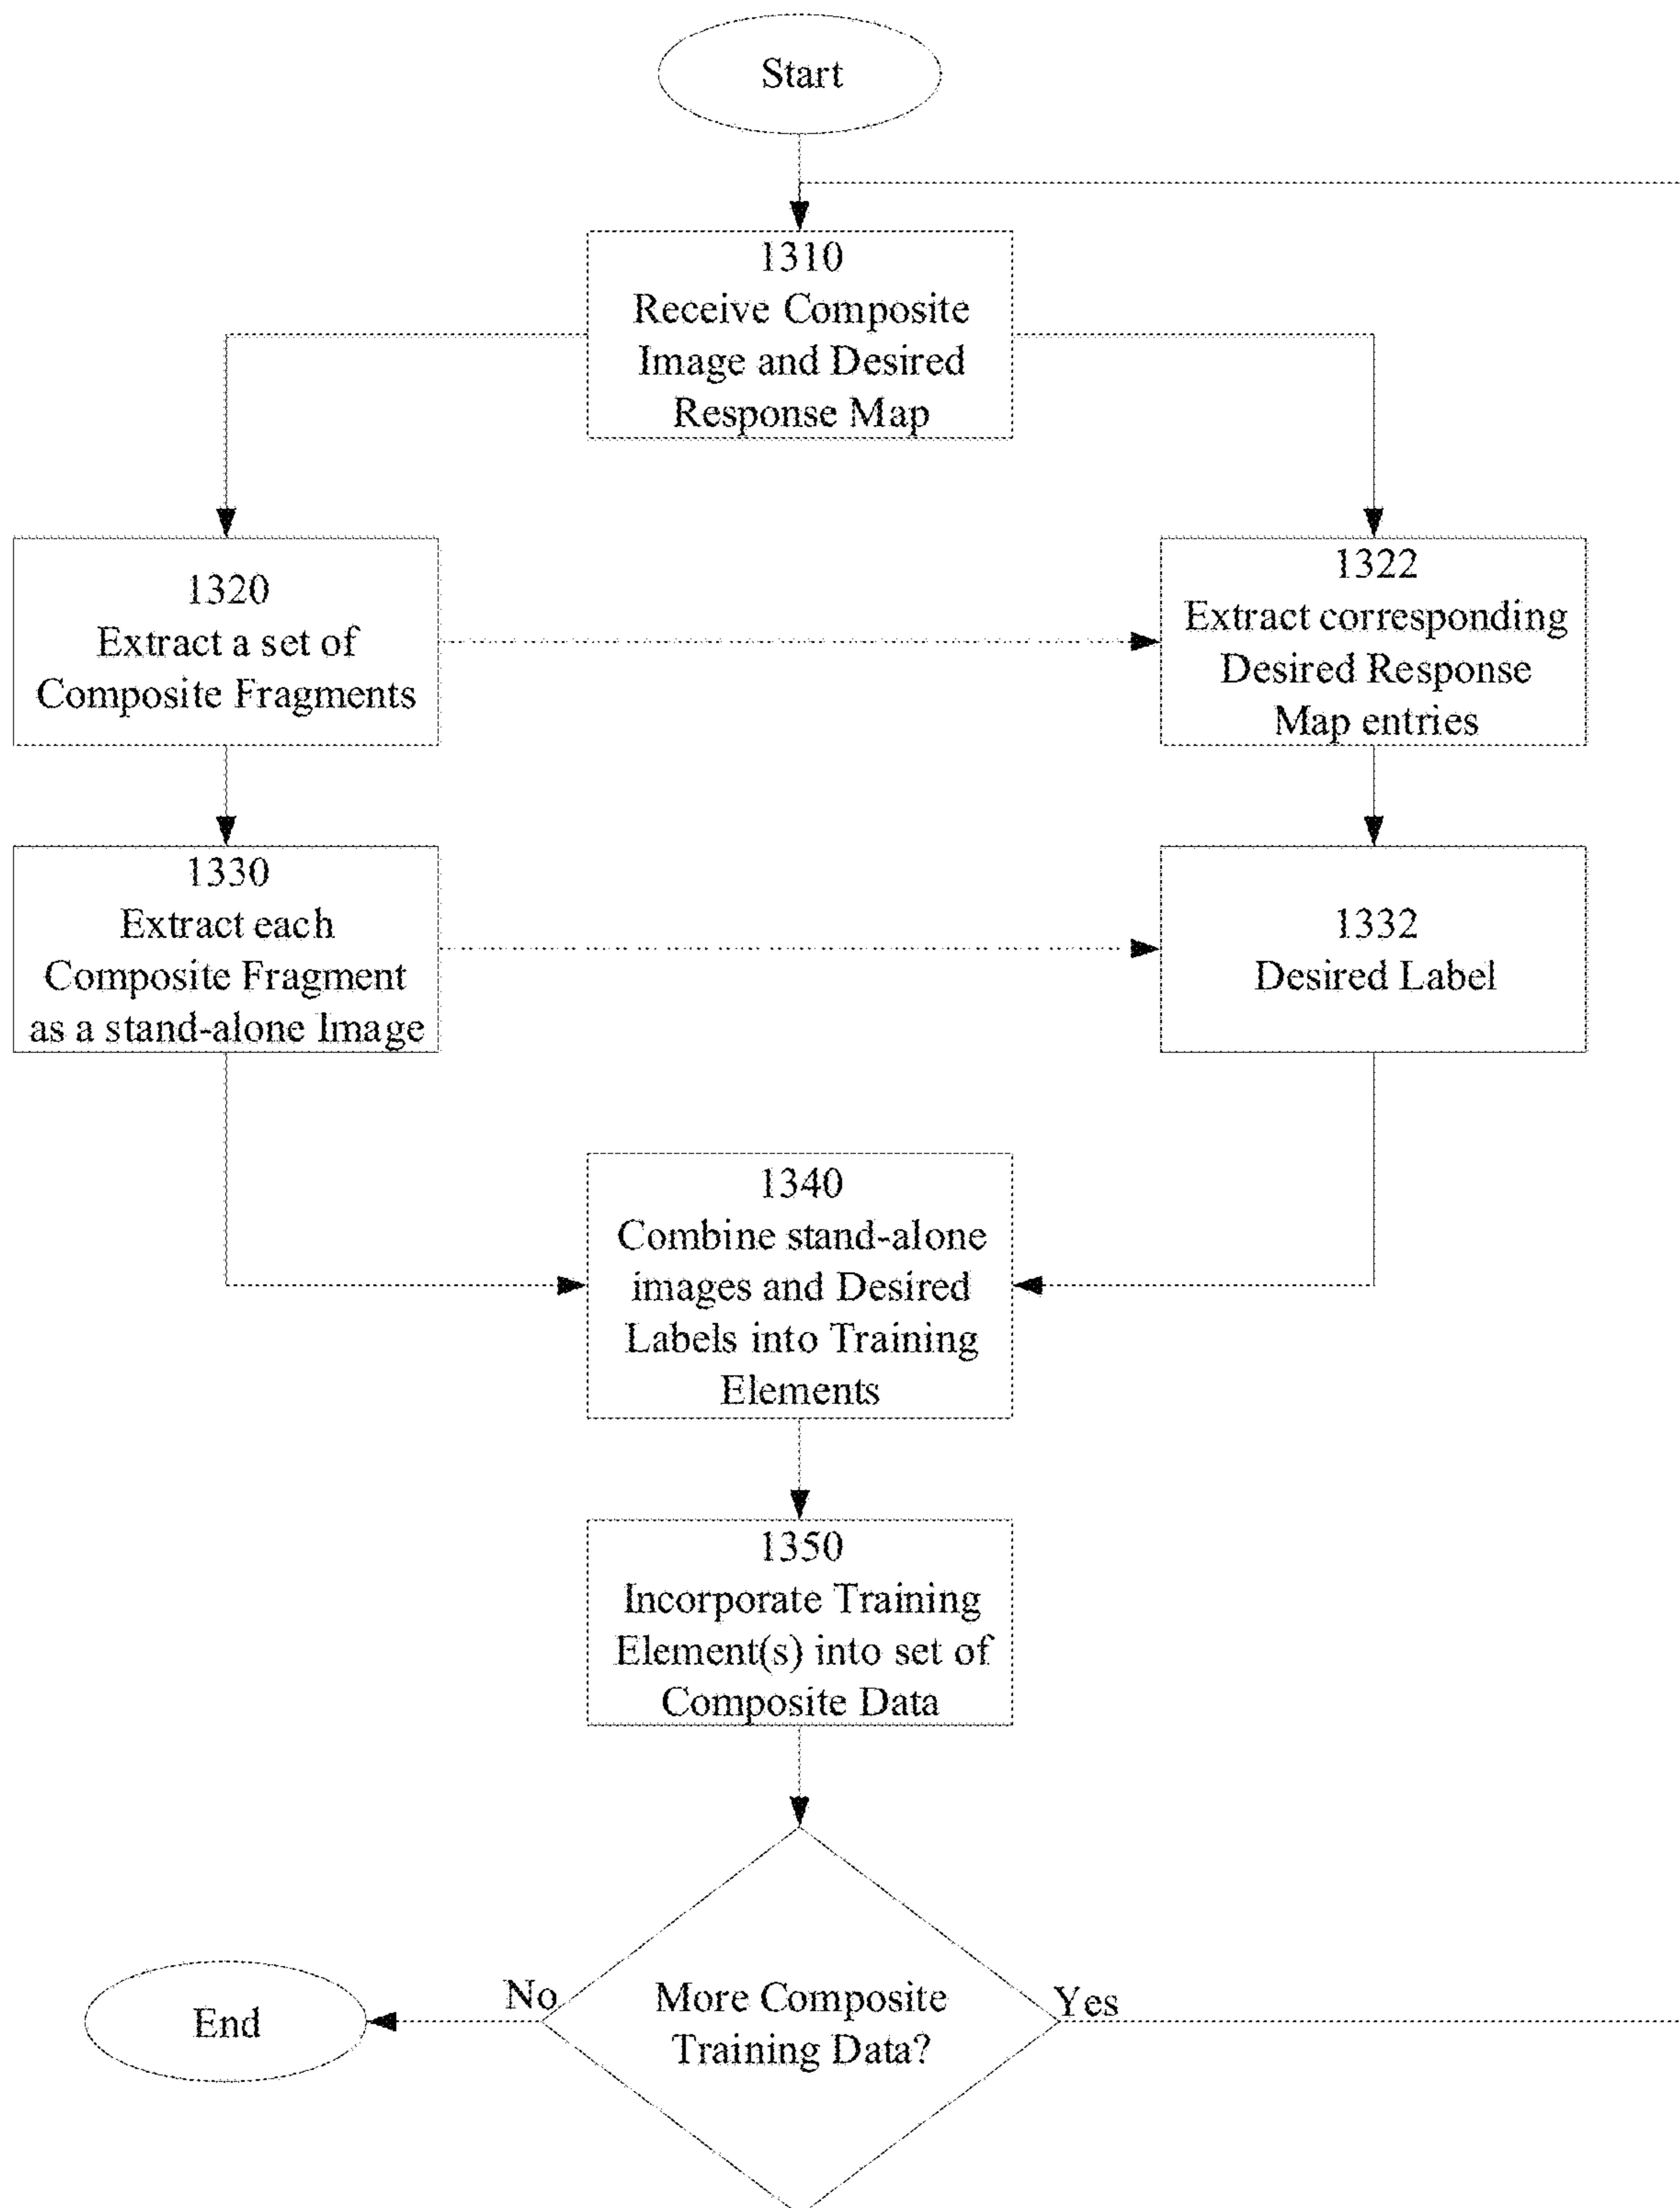 Start
1310
Receive Composite
Image and Desired
Response Map
1320
Extract a set of
Composite Fragments
1322
Extract corresponding
Desired Response
Map entries
1330
Extract each
Composite Fragment
as a stand-alone Image
1332
Desired Label
1340
Combine stand-alone
images and Desired
Labels into Training
Elements
1350
Incorporate Training
Element(s) into set of
Composite Data
More Composite
Training Data?
No
Yes
End